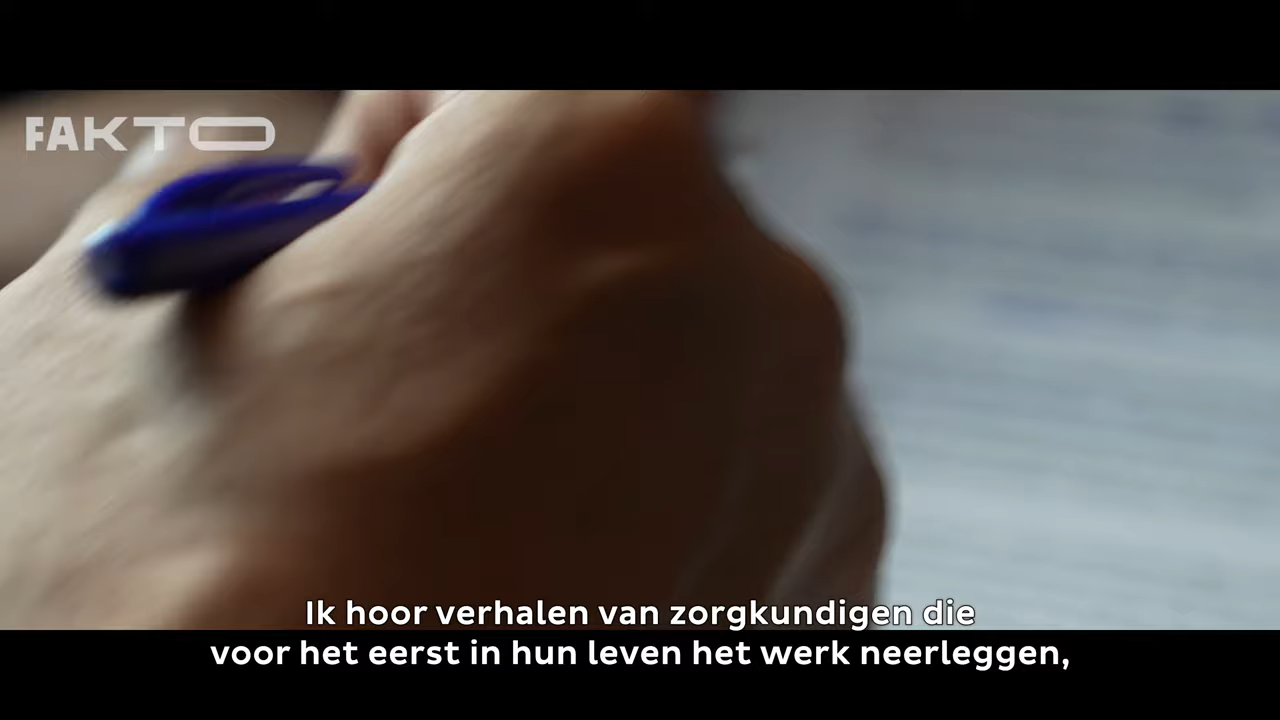 FAKTO
Ik hoor verhalen van zorgkundigen die
voor het eerst in hun leven het werk neerleggen,